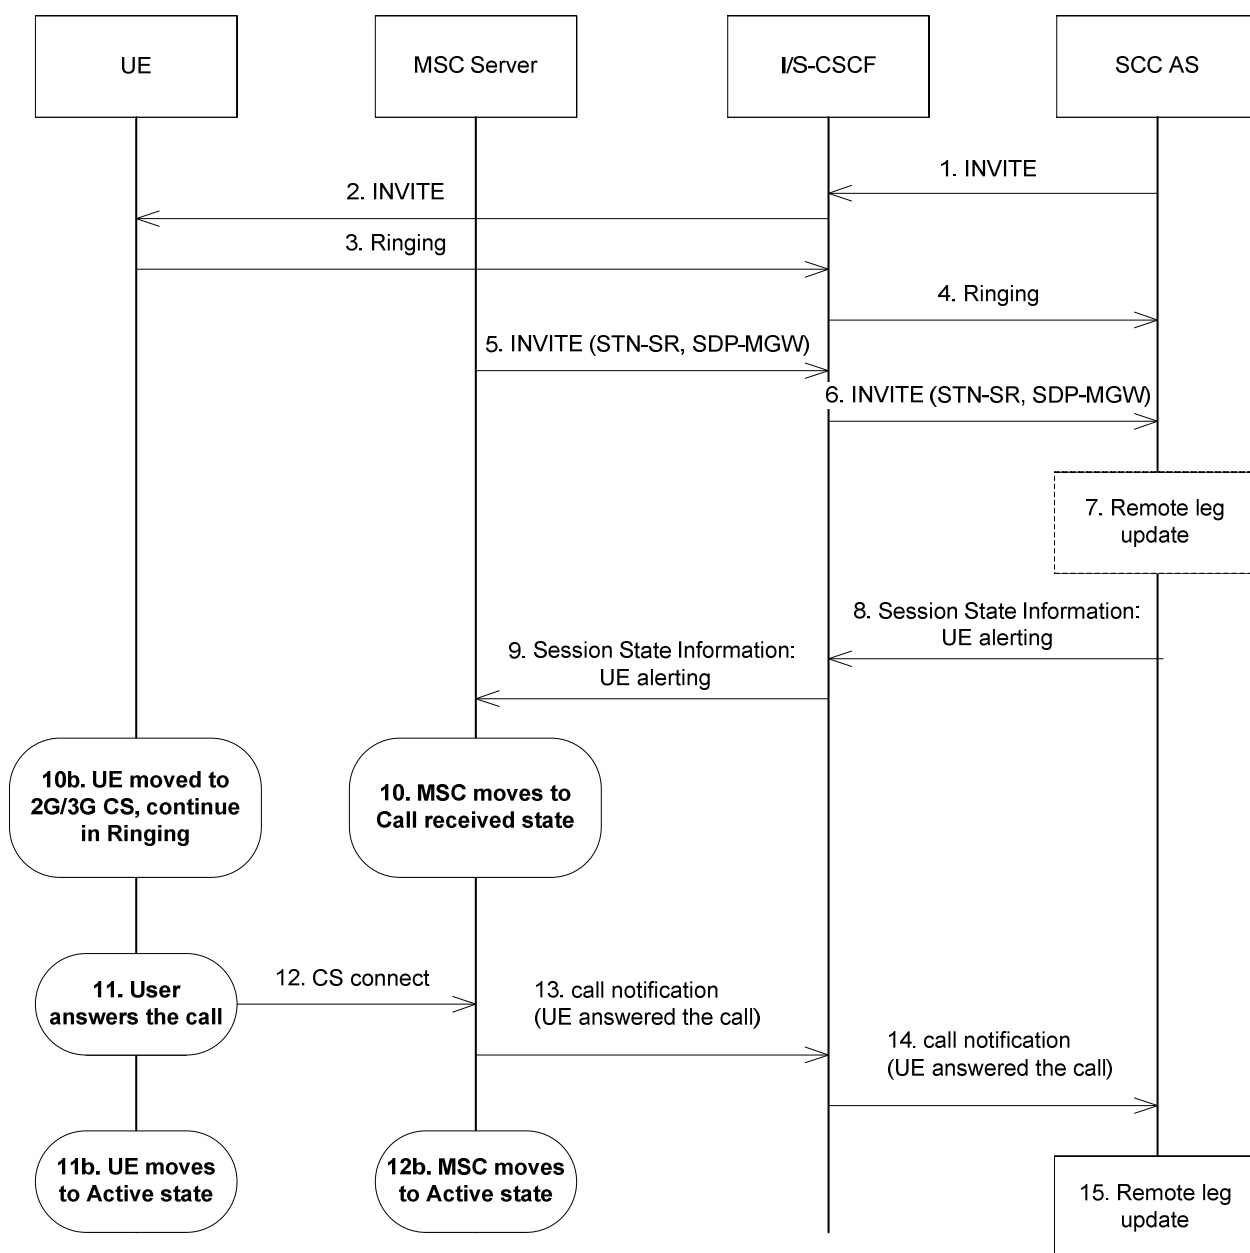 UE
MSC Server
I/S-CSCF
SCC AS
1. INVITE
2. INVITE
3. Ringing
4. Ringing
5. INVITE (STN-SR, SDP-MGW)
6. INVITE (STN-SR, SDP-MGW)
7. Remote leg
update
8. Session State Information:
UE alerting
9. Session State Information:
UE alerting
10b. UE moved to
2G/3G CS, continue
in Ringing
10. MSC moves to
Call received state
11. User
answers the call
12. CS connect
13. call notification
(UE answered the call)
14. call notification
(UE answered the call)
11b. UE moves
to Active state
12b. MSC moves
to Active state
15. Remote leg
update